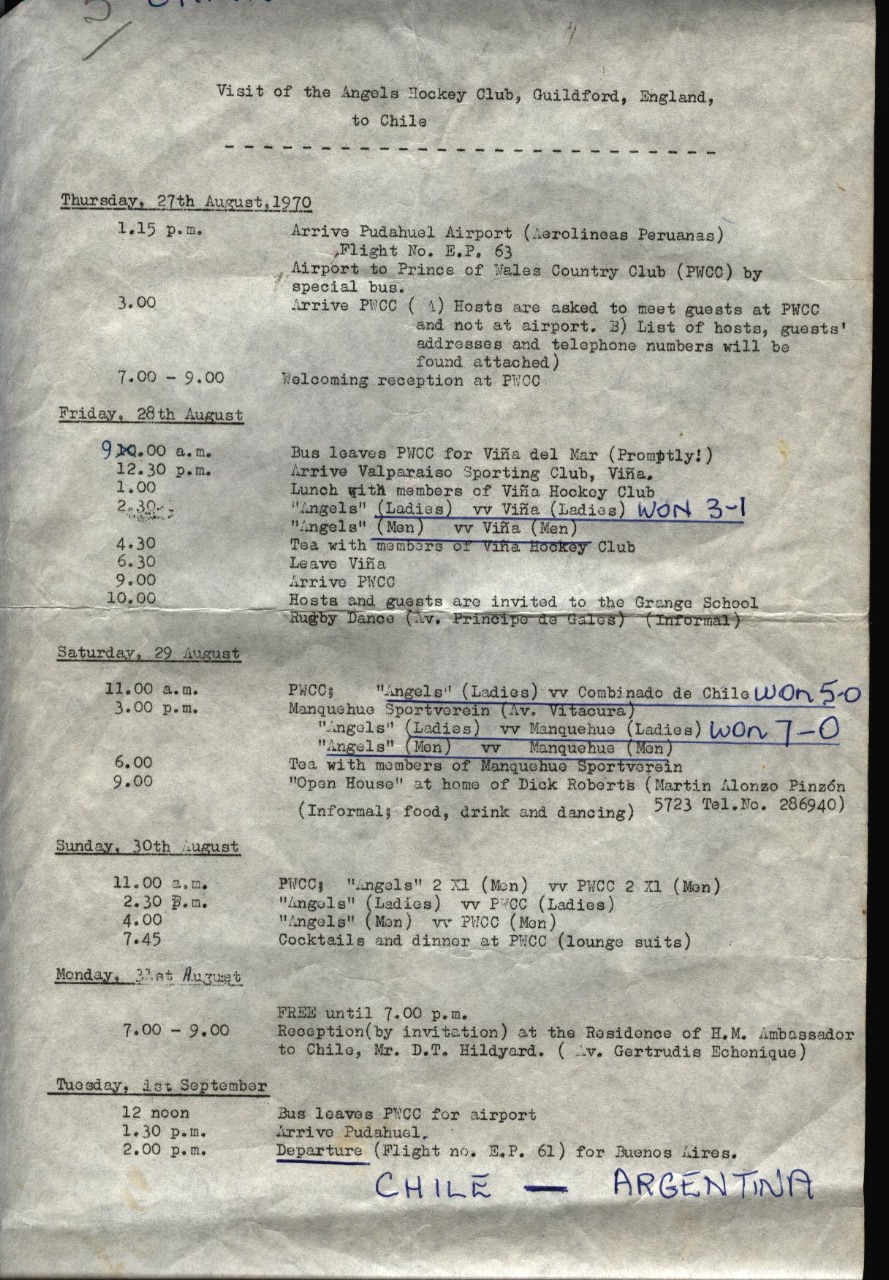 5
Visit of the Angels Hockey Club, Guildford, England,
to Chile
Thursday, 27th August,1970
1.15 p.m. Arrive Pudahuel Airport (Aerolineas Peruanas)
Flight No. E.P. 63
Airport to Prince of Wales Country Club (PWCC) by
special bus.
3.00 Arrive PWCC ( A) Hosts are asked to meet guests at PWCC
and not at airport. B) List of hosts, guests'
addresses and telephone numbers will be
found attached)
7.00 - 9.00 Welcoming reception at PWCC
Friday, 28th August
9.00 a.m. Bus leaves PWCC for Viña del Mar (Promptly!)
12.30 p.m. Arrive Valparaiso Sporting Club, Viña.
1.00 Lunch with members of Viña Hockey Club
2.30 "Angels" (Ladies) vv Viña (Ladies) WON 3-1
"Angels" (Men) vv Viña (Men)
4.30 Tea with members of Viña Hockey Club
6.30 Leave Viña
9.00 Arrive PWCC
10.00 Hosts and guests are invited to the Grange School
Rugby Dance (Av. Principe de Gales) (Informal)
Saturday, 29 August
11.00 a.m. PWCC; "Angels" (Ladies) vv Combinado de Chile WON 5-0
3.00 p.m. Manquehue Sportverein (Av. Vitacura)
"Angels" (Ladies) vv Manquehue (Ladies) WON 7-0
"Angels" (Men) vv Manquehue (Men)
6.00 Tea with members of Manquehue Sportverein
9.00 "Open House" at home of Dick Roberts (Martin Alonzo Pinzón
5723 Tel.No. 286940)
(Informal; food, drink and dancing)
Sunday, 30th August
11.00 a.m. PWCC; "Angels" 2 X1 (Men) vv PWCC 2 X1 (Men)
2.30 p.m. "Angels" (Ladies) vv PWCC (Ladies)
4.00 "Angels" (Men) vv PWCC (Men)
7.45 Cocktails and dinner at PWCC (lounge suits)
Monday, 31st August
FREE until 7.00 p.m.
7.00 - 9.00 Reception(by invitation) at the Residence of H.M. Ambassador
to Chile, Mr. D.T. Hildyard. ( Av. Gertrudis Echenique)
Tuesday, 1st September
12 noon Bus leaves PWCC for airport
1.30 p.m. Arrive Pudahuel.
2.00 p.m. Departure (Flight no. E.P. 61) for Buenos Aires.
CHILE — ARGENTINA